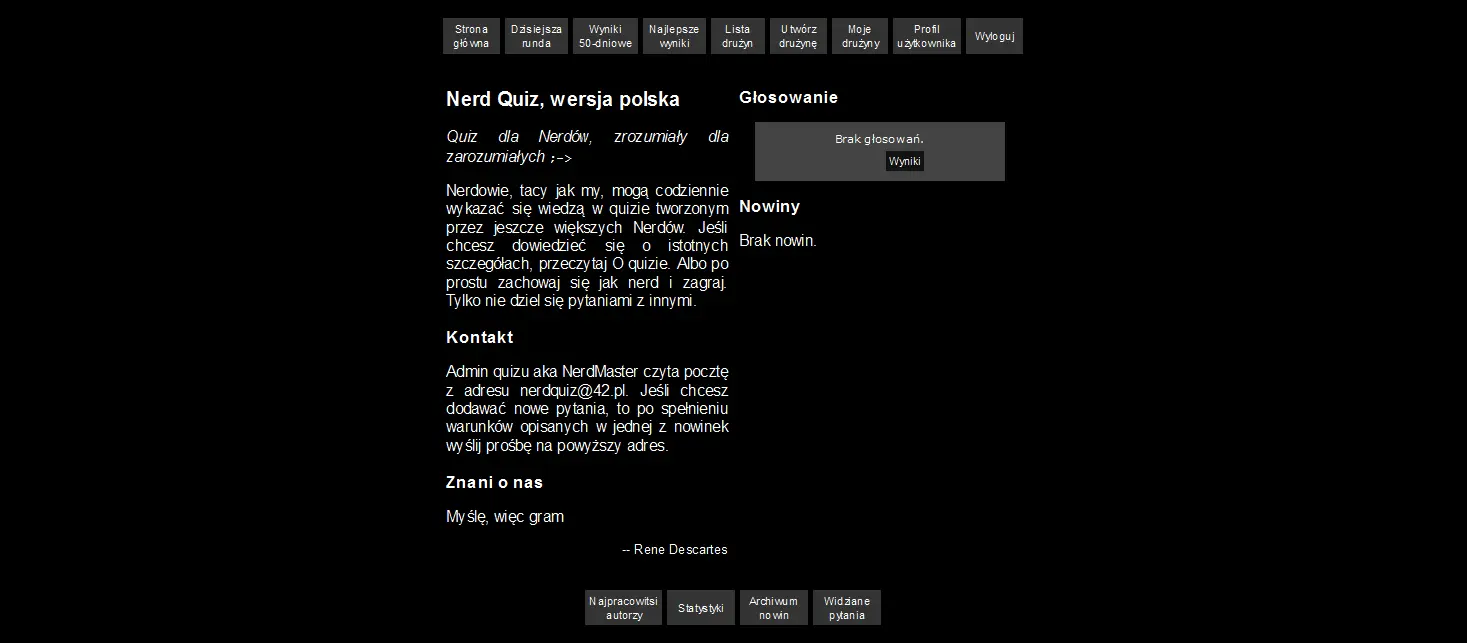 Strona
główna
Dzisiejsza
runda
Wyniki
50-dniowe
Najlepsze
wyniki
Lista
drużyn
Utwórz
drużynę
Moje
drużyny
Profil
użytkownika
Wyloguj
Nerd Quiz, wersja polska
Quiz dla Nerdów, zrozumiały dla
zarozumiałych ;->
Nerdowie, tacy jak my, mogą codziennie
wykazać się wiedzą w quizie tworzonym
przez jeszcze większych Nerdów. Jeśli
chcesz dowiedzieć się o istotnych
szczegółach, przeczytaj O quizie. Albo po
prostu zachowaj się jak nerd i zagraj.
Tylko nie dziel się pytaniami z innymi.
Kontakt
Admin quizu aka NerdMaster czyta pocztę
z adresu nerdquiz@42.pl. Jeśli chcesz
dodawać nowe pytania, to po spełnieniu
warunków opisanych w jednej z nowinek
wyślij prośbę na powyższy adres.
Znani o nas
Myślę, więc gram
-- Rene Descartes
Głosowanie
Brak głosowań.
Wyniki
Nowiny
Brak nowin.
Najpracowitsi
autorzy
Statystyki
Archiwum
nowin
Widziane
pytania